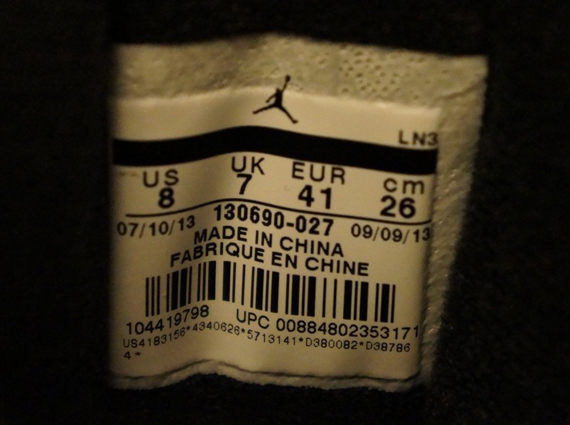 LN3
US UK EUR cm
8 7 41 26
07/10/13 130690-027 09/09/13
MADE IN CHINA
FABRIQUE EN CHINE
104419798 UPC 00884802353171
US4183156*4340626*5713141*D380082*D38786
4*